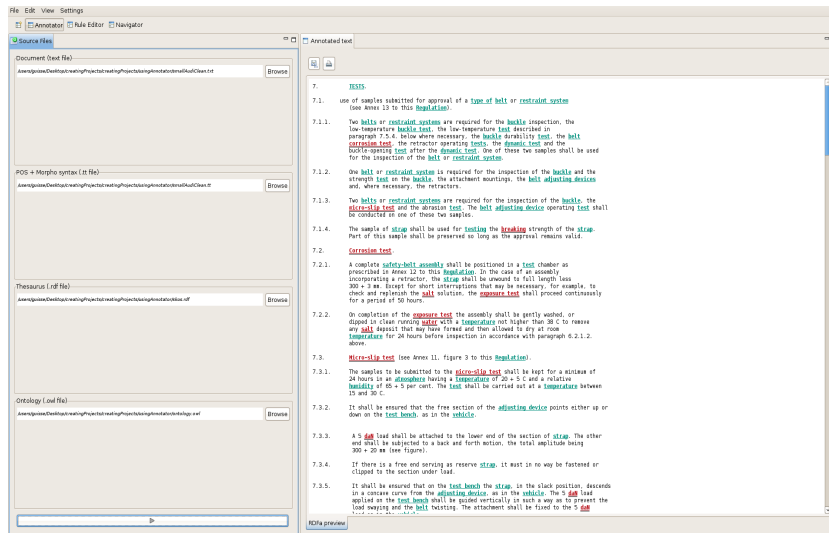 File Edit View Settings
Annotator Rule Editor Navigator
Source Files
Document (text file)
/users/guisse/Desktop/creatingProjects/creatingProjects/usingAnnotator/smallAudiClean.txt
Browse
POS + Morpho syntax (.tt file)
/users/guisse/Desktop/creatingProjects/creatingProjects/usingAnnotator/smallAudiClean.tt
Browse
Thesaurus (.rdf file)
Browse
Ontology (.owl file)
/users/guisse/Desktop/creatingProjects/creatingProjects/usingAnnotator/ontology.owl
Browse
Annotated text
7. TESTS.
7.1. use of samples submitted for approval of a type of belt or restraint system
(see Annex 13 to this Regulation).
7.1.1. Two belts or restraint systems are required for the buckle inspection, the
low-temperature buckle test, the low-temperature test described in
paragraph 7.5.4. below where necessary, the buckle durability test, the belt
corrosion test, the retractor operating tests, the dynamic test and the
buckle-opening test after the dynamic test. One of these two samples shall be used
for the inspection of the belt or restraint system.
7.1.2. One belt or restraint system is required for the inspection of the buckle and the
strength test on the buckle, the attachment mountings, the belt adjusting devices
and, where necessary, the retractors.
7.1.3. Two belts or restraint systems are required for the inspection of the buckle, the
micro-slip test and the abrasion test. The belt adjusting device operating test shall
be conducted on one of these two samples.
7.1.4. The sample of strap shall be used for testing the breaking strength of the strap.
Part of this sample shall be preserved so long as the approval remains valid.
7.2. Corrosion test.
7.2.1. A complete safety-belt assembly shall be positioned in a test chamber as
prescribed in Annex 12 to this Regulation. In the case of an assembly
incorporating a retractor, the strap shall be unwound to full length less
300 + 3 mm. Except for short interruptions that may be necessary, for example, to
check and replenish the salt solution, the exposure test shall proceed continuously
for a period of 50 hours.
7.2.2. On completion of the exposure test the assembly shall be gently washed, or
dipped in clean running water with a temperature not higher than 38 C to remove
any salt deposit that may have formed and then allowed to dry at room
temperature for 24 hours before inspection in accordance with paragraph 6.2.1.2.
above.
7.3. Micro-slip test (see Annex 11, figure 3 to this Regulation).
7.3.1. The samples to be submitted to the micro-slip test shall be kept for a minimum of
24 hours in an atmosphere having a temperature of 20 + 5 C and a relative
humidity of 65 + 5 per cent. The test shall be carried out at a temperature between
15 and 30 C.
7.3.2. It shall be ensured that the free section of the adjusting device points either up or
down on the test bench, as in the vehicle.
7.3.3. A 5 daN load shall be attached to the lower end of the section of strap. The other
end shall be subjected to a back and forth motion, the total amplitude being
300 + 20 mm (see figure).
7.3.4. If there is a free end serving as reserve strap, it must in no way be fastened or
clipped to the section under load.
7.3.5. It shall be ensured that on the test bench the strap, in the slack position, descends
in a concave curve from the adjusting device, as in the vehicle. The 5 daN load
applied on the test bench shall be guided vertically in such a way as to prevent the
load swaying and the belt twisting. The attachment shall be fixed to the 5 daN
RDFa preview